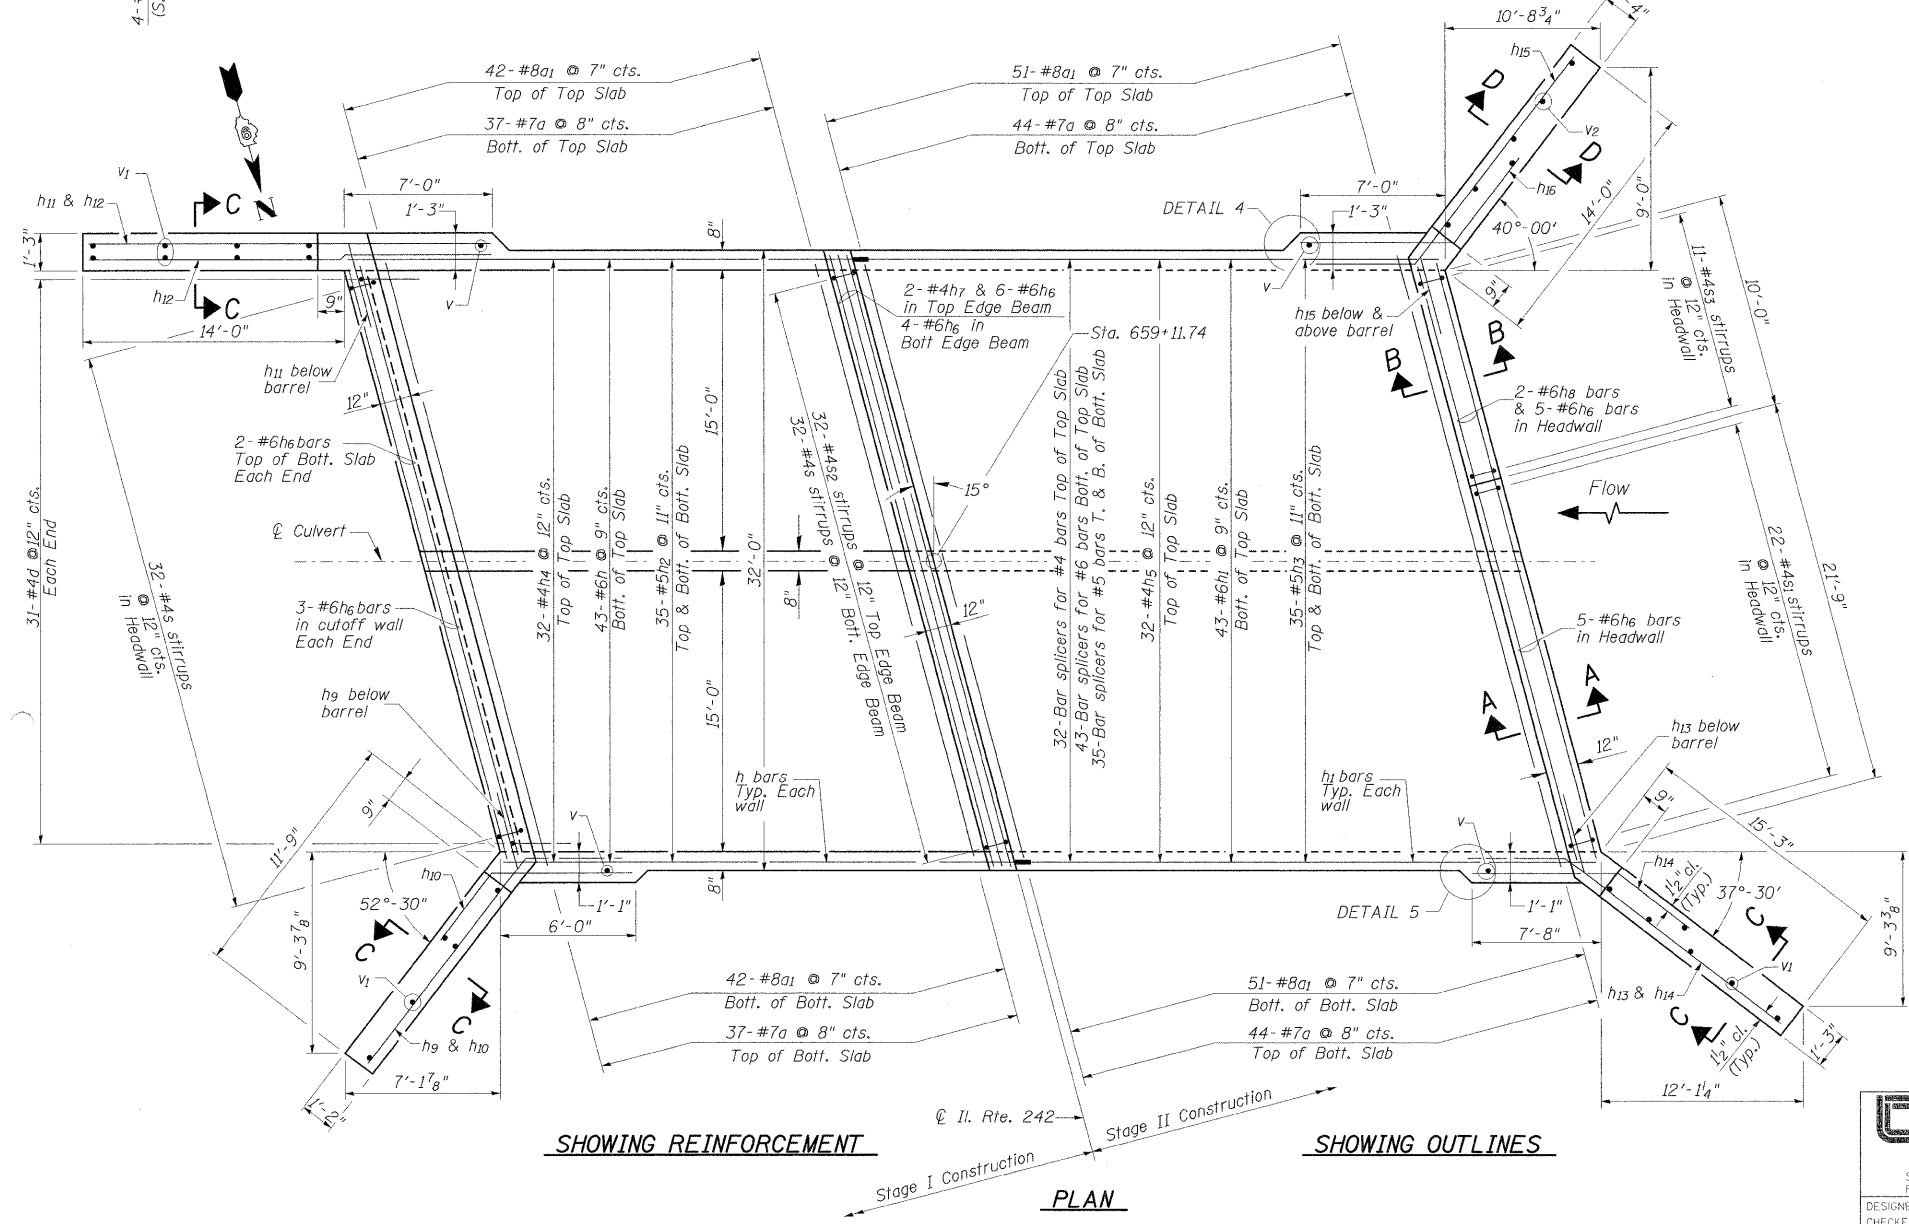 10'-8¾"
h15
42-#8a1 @ 7" cts.
Top of Top Slab
37-#7a @ 8" cts.
Bott. of Top Slab
51-#8a1 @ 7" cts.
Top of Top Slab
44-#7a @ 8" cts.
Bott. of Top Slab
D
D
v2
h16
14'-0"
9'-0"
40°-00'
6
N
v1
h11 & h12
C
7'-0"
1'-3"
8"
DETAIL 4
7'-0"
1'-3"
1'-3"
h12
C
14'-0"
9"
v
v
9"
2-#4h7 & 6-#6h6
in Top Edge Beam
4-#6h6 in
Bott Edge Beam
Sta. 659+11.74
h15 below &
above barrel
11-#4s3 stirrups
@ 12" cts.
in Headwall
10'-0"
B
B
h11 below
barrel
12"
2-#6h6 bars
Top of Bott. Slab
Each End
15'-0"
2-#6h8 bars
& 5-#6h6 bars
in Headwall
31-#4d @ 12" cts.
Each End
32-#4s stirrups
@ 12" cts.
in Headwall
℄ Culvert
32-#4h4 @ 12" cts.
Top of Top Slab
43-#6h @ 9" cts.
Bott. of Top Slab
35-#5h2 @ 11" cts.
Top & Bott. of Bott. Slab
32'-0"
8"
32-#4s2 stirrups @ 12" Top Edge Beam
32-#4s stirrups @ 12" Bott. Edge Beam
15°
12"
32-Bar splicers for #4 bars Top of Top Slab
43-Bar splicers for #6 bars Bott. of Top Slab
35-Bar splicers for #5 bars T. & B. of Bott. Slab
32-#4h5 @ 12" cts.
Top of Top Slab
43-#6h1 @ 9" cts.
Bott. of Top Slab
35-#5h3 @ 11" cts.
Top & Bott. of Bott. Slab
Flow
22-#4s1 stirrups
@ 12" cts.
in Headwall
21'-9"
3-#6h6 bars
in cutoff wall
Each End
5-#6h6 bars
in Headwall
15'-0"
h9 below
barrel
A
A
h13 below
barrel
12"
h bars
Typ. Each
wall
h1 bars
Typ. Each
wall
9"
11'-9"
v
v
9"
15'-3"
h10
52°-30"
8"
h14
1½" cl.
(Typ.)
37°-30'
9'-3⅞"
1'-1"
6'-0"
DETAIL 5
1'-1"
7'-8"
9'-3⅜"
C
C
C
C
v1
v1
h13 & h14
h9 & h10
42-#8a1 @ 7" cts.
Bott. of Bott. Slab
37-#7a @ 8" cts.
Top of Bott. Slab
51-#8a1 @ 7" cts.
Bott. of Bott. Slab
44-#7a @ 8" cts.
Top of Bott. Slab
1½" cl.
(Typ.)
1'-3"
7'-1⅞"
1'-2"
12'-1¼"
℄ Il. Rte. 242
Stage II Construction
Stage I Construction
SHOWING REINFORCEMENT
SHOWING OUTLINES
PLAN